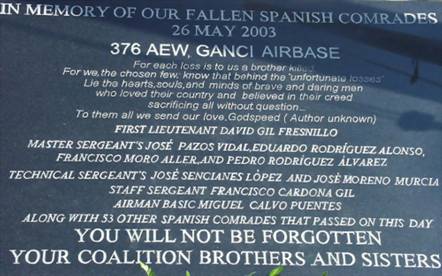 IN MEMORY OF OUR FALLEN SPANISH COMRADES
26 MAY 2003
376 AEW, GANCI AIRBASE
For each loss is to us a brother killed
For we, the chosen few, know that behind the "unfortunate losses"
Lie the hearts,souls,and minds of brave and daring men
who loved their country and believed in their creed
sacrificing all without question...
To them all we send our love.Godspeed ( Author unknown)
FIRST LIEUTENANT DAVID GIL FRESNILLO
MASTER SERGEANT'S JOSÉ PAZOS VIDAL,EDUARDO RODRÍGUEZ ALONSO,
FRANCISCO MORO ALLER,AND PEDRO RODRÍGUEZ ÀLVAREZ
TECHNICAL SERGEANT'S JOSÉ SENCIANES LÒPEZ AND JOSÉ MORENO MURCIA
STAFF SERGEANT FRANCISCO CARDONA GIL
AIRMAN BASIC MIGUEL CALVO PUENTES
ALONG WITH 53 OTHER SPANISH COMRADES THAT PASSED ON THIS DAY
YOU WILL NOT BE FORGOTTEN
YOUR COALITION BROTHERS AND SISTERS